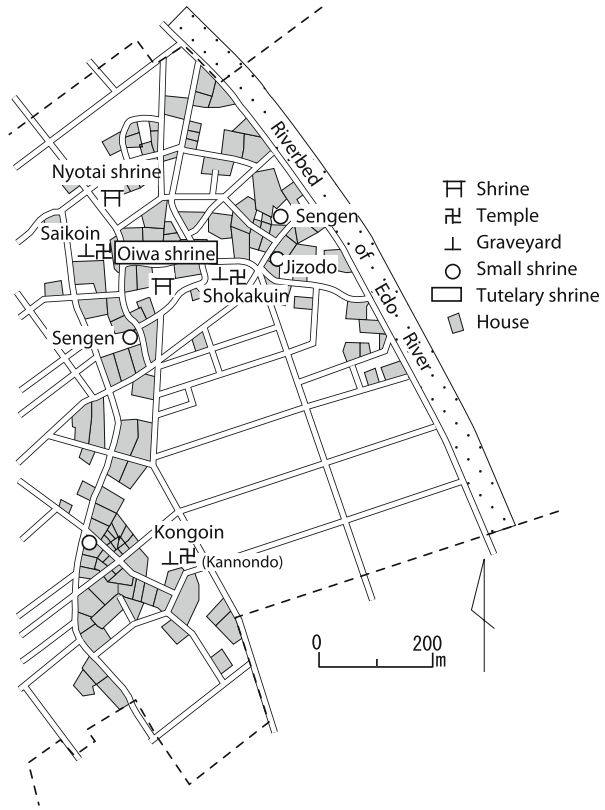 Riverbed of Edo River
Nyotai shrine
Shrine
Temple
Sengen
Graveyard
Saikoin
Small shrine
Oiwa shrine
Jizodo
Tutelary shrine
Shokakuin
House
Sengen
Kongoin
(Kannondo)
0 200
m